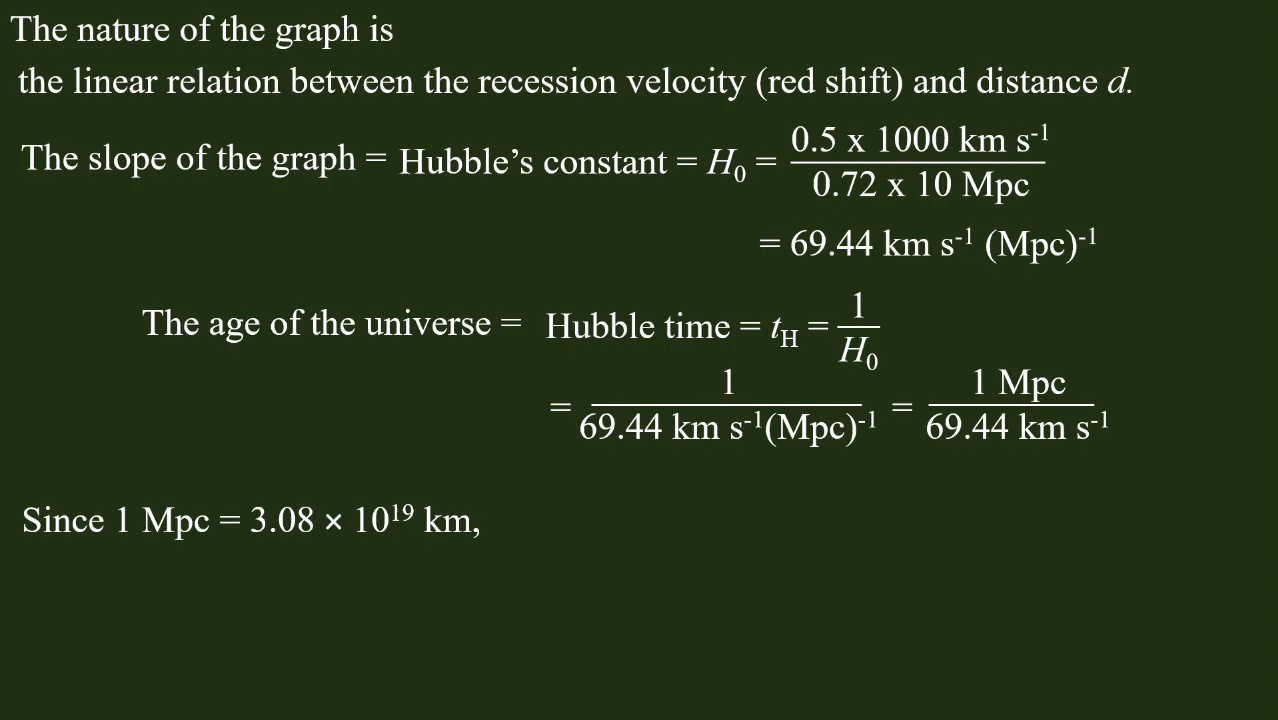 The nature of the graph is
the linear relation between the recession velocity (red shift) and distance d.
The slope of the graph = Hubble’s constant = H₀ = 0.5 x 1000 km s⁻¹ / 0.72 x 10 Mpc
= 69.44 km s⁻¹ (Mpc)⁻¹
The age of the universe = Hubble time = t_H = 1 / H₀
= 1 / 69.44 km s⁻¹(Mpc)⁻¹ = 1 Mpc / 69.44 km s⁻¹
Since 1 Mpc = 3.08 × 10¹⁹ km,